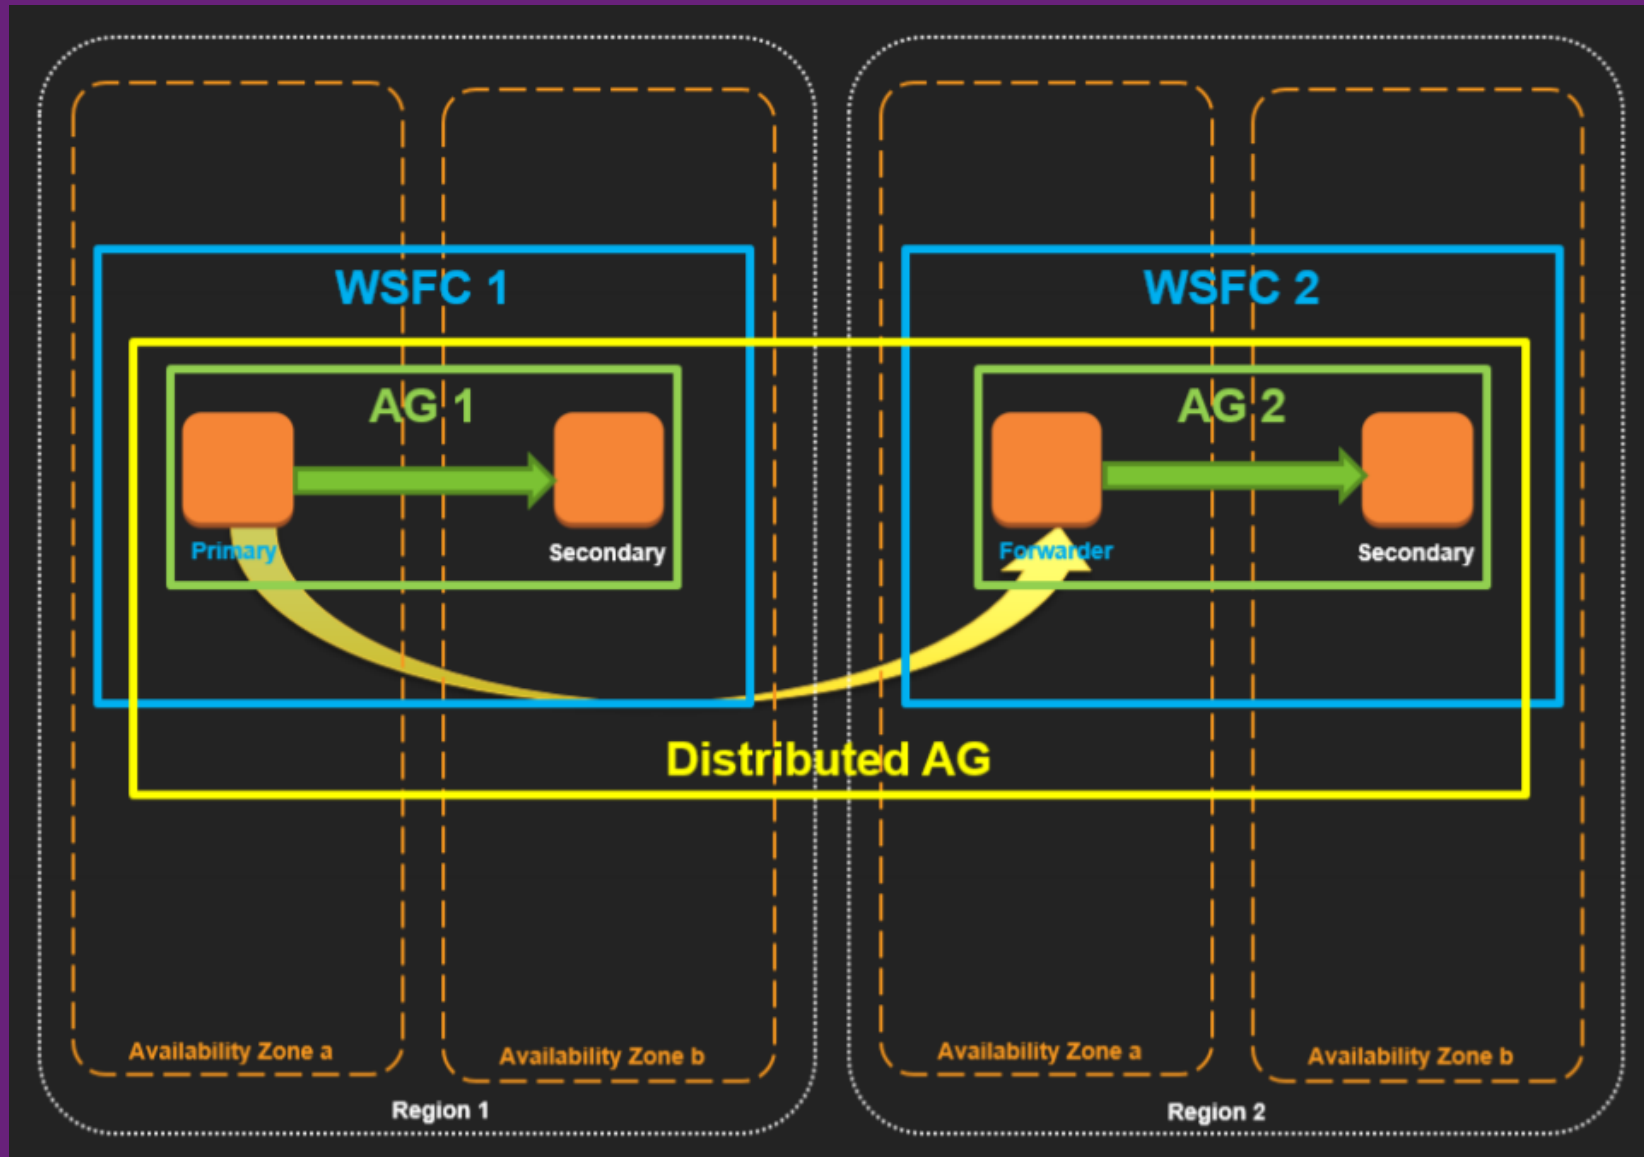 WSFC 1
WSFC 2
AG 1
AG 2
Primary
Secondary
Forwarder
Secondary
Distributed AG
Availability Zone a
Availability Zone b
Availability Zone a
Availability Zone b
Region 1
Region 2